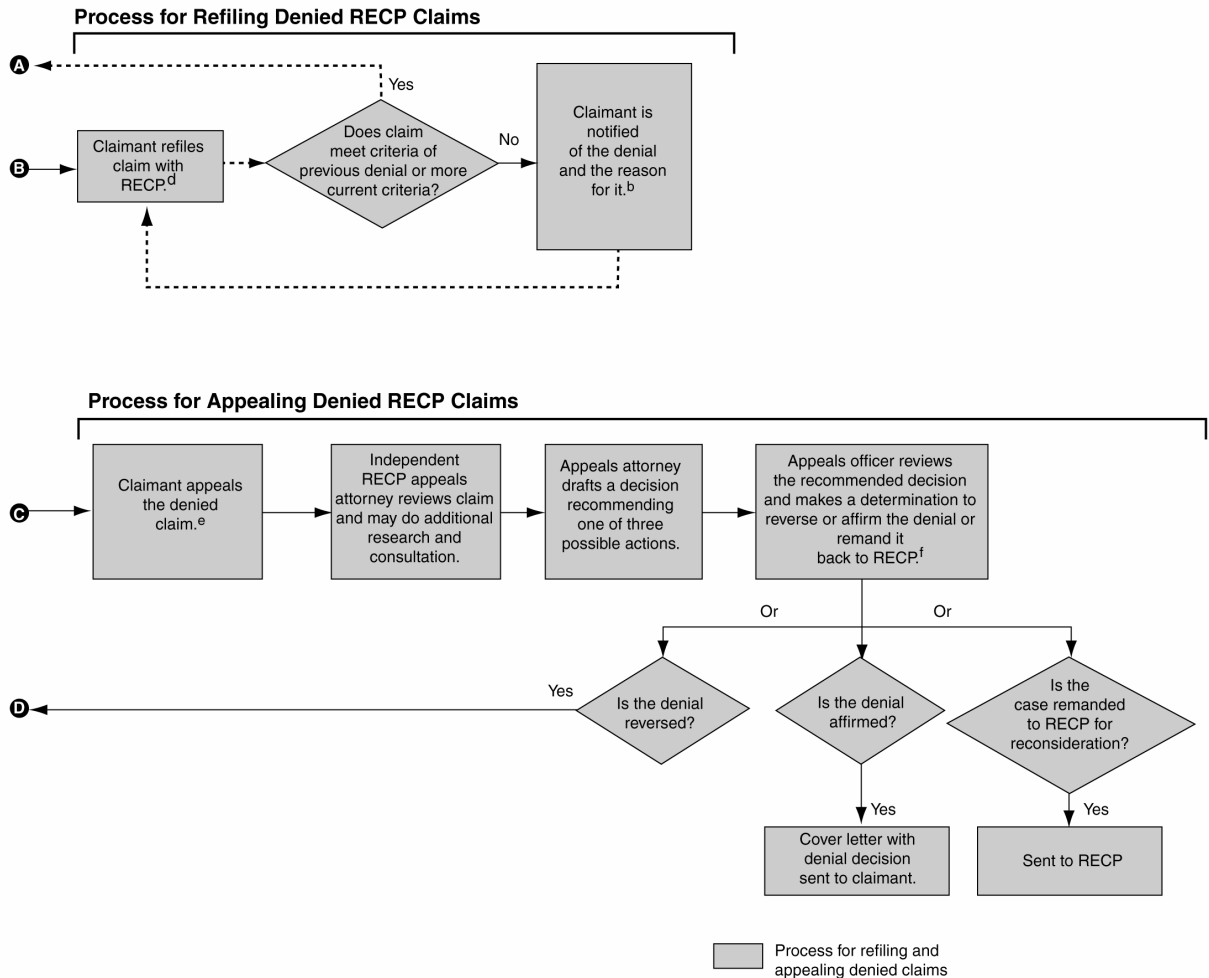 Process for Refiling Denied RECP Claims
A
Yes
B
Claimant refiles
claim with
RECP.d
Does claim
meet criteria of
previous denial or more
current criteria?
No
Claimant is
notified
of the denial
and the reason
for it.b
Process for Appealing Denied RECP Claims
C
Claimant appeals
the denied
claim.e
Independent
RECP appeals
attorney reviews claim
and may do additional
research and
consultation.
Appeals attorney
drafts a decision
recommending
one of three
possible actions.
Appeals officer reviews
the recommended decision
and makes a determination to
reverse or affirm the denial or
remand it
back to RECP.f
Or
Or
D
Yes
Is the denial
reversed?
Is the denial
affirmed?
Is the
case remanded
to RECP for
reconsideration?
Yes
Yes
Cover letter with
denial decision
sent to claimant.
Sent to RECP
Process for refiling and
appealing denied claims